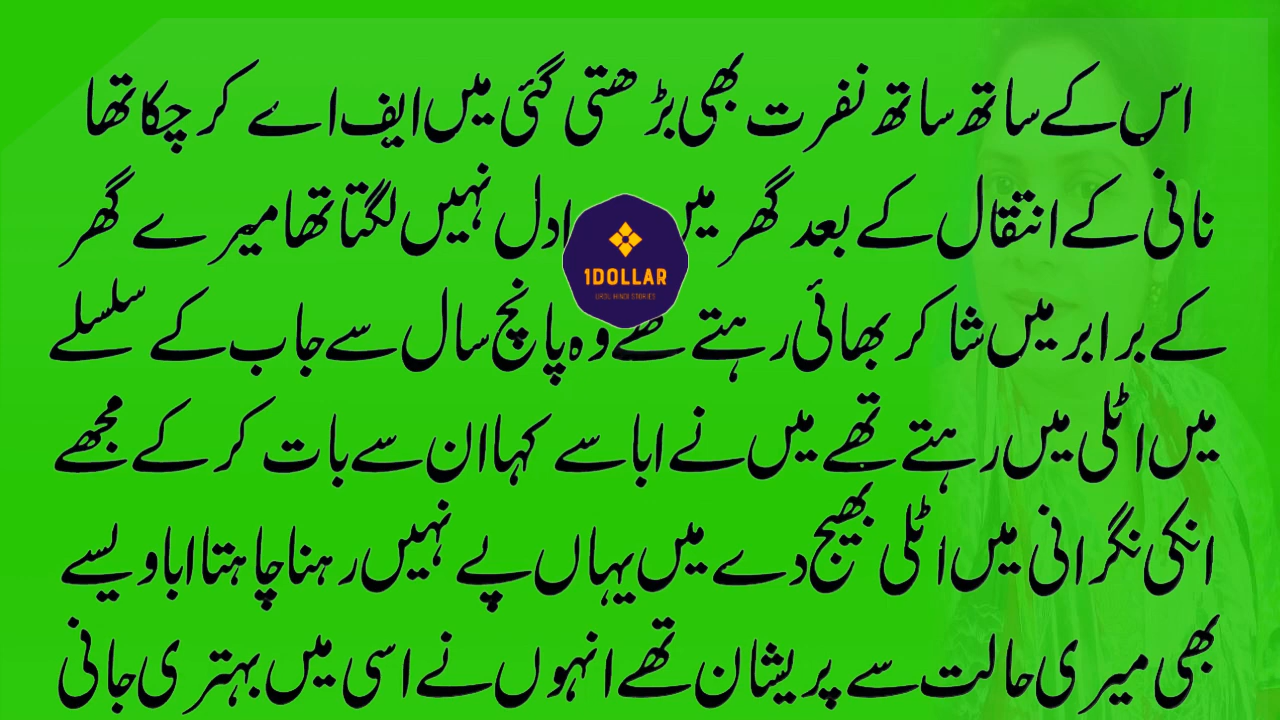 اس کے ساتھ ساتھ نفرت بھی بڑھتی گئی میں ایف اے کر چکا تھا
نانی کے انتقال کے بعد گھر میں دل نہیں لگتا تھا میرے گھر
1DOLLAR
URDU HINDI STORIES
کے برابر میں شاکر بھائی رہتے تھے وہ پانچ سال سے جاب کے سلسلے
میں اٹلی میں رہتے تھے میں نے ابا سے کہا ان سے بات کر کے مجھے
انکی نگرانی میں اٹلی بھیج دے میں یہاں پے نہیں رہنا چاہتا ابا ویسے
بھی میری حالت سے پریشان تھے انہوں نے اسی میں بہتری جانی